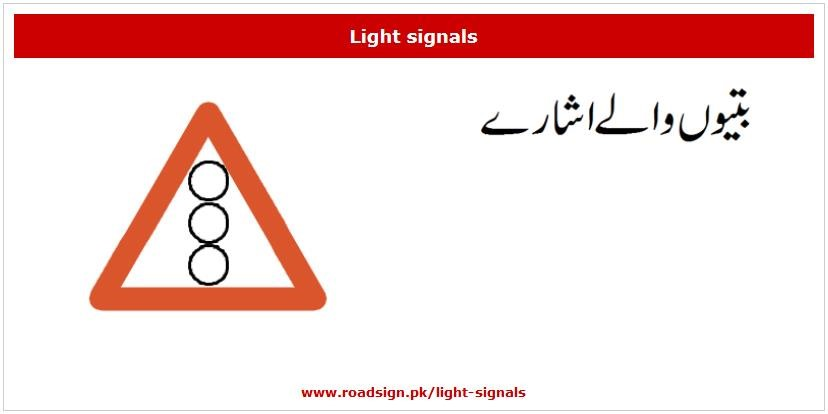 Light signals
بتیوں والے اشارے
www.roadsign.pk/light-signals